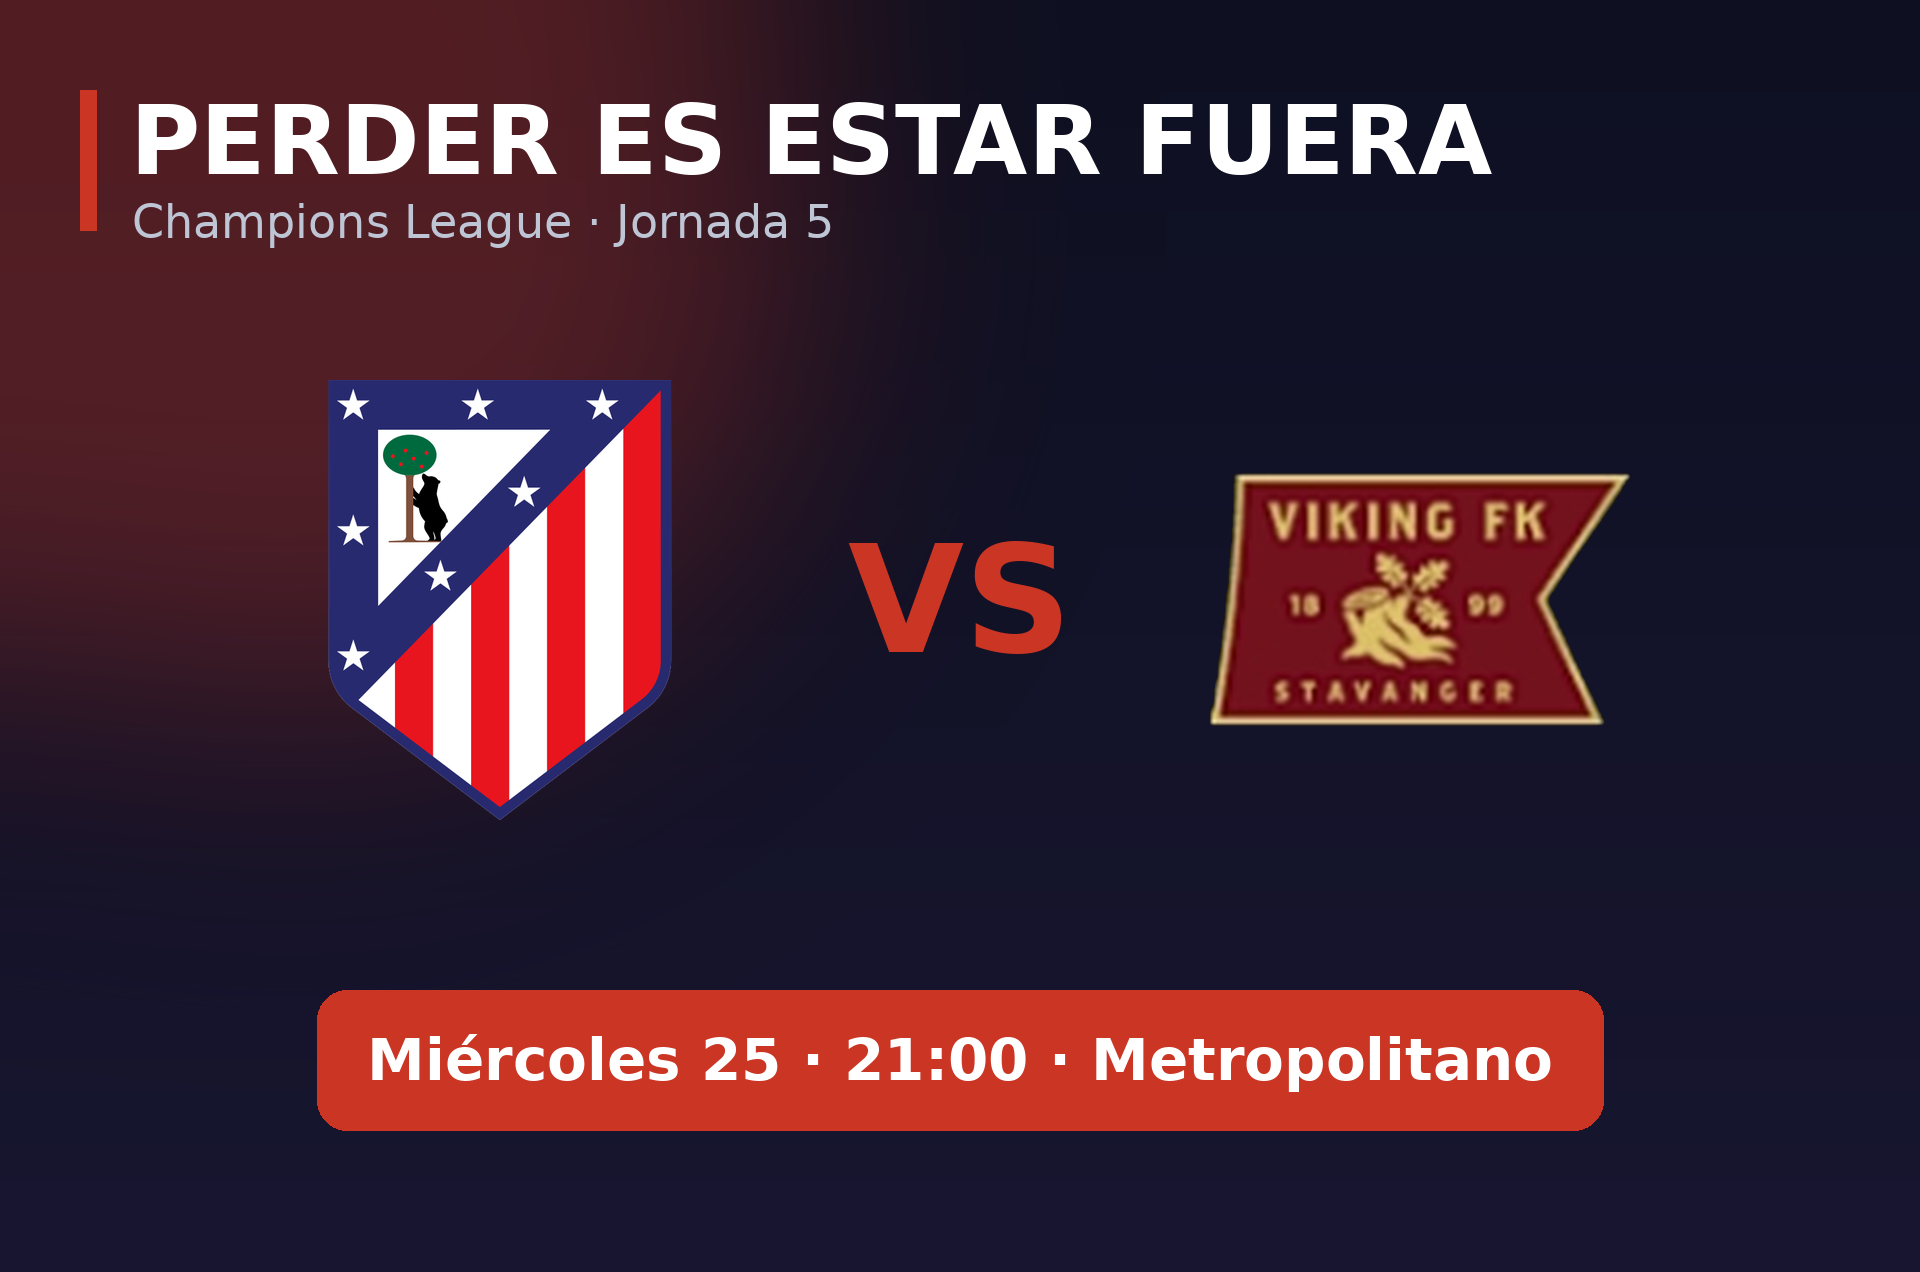 PERDER ES ESTAR FUERA
Champions League · Jornada 5
VS
VIKING FK
18 99
STAVANGER
Miércoles 25 · 21:00 · Metropolitano